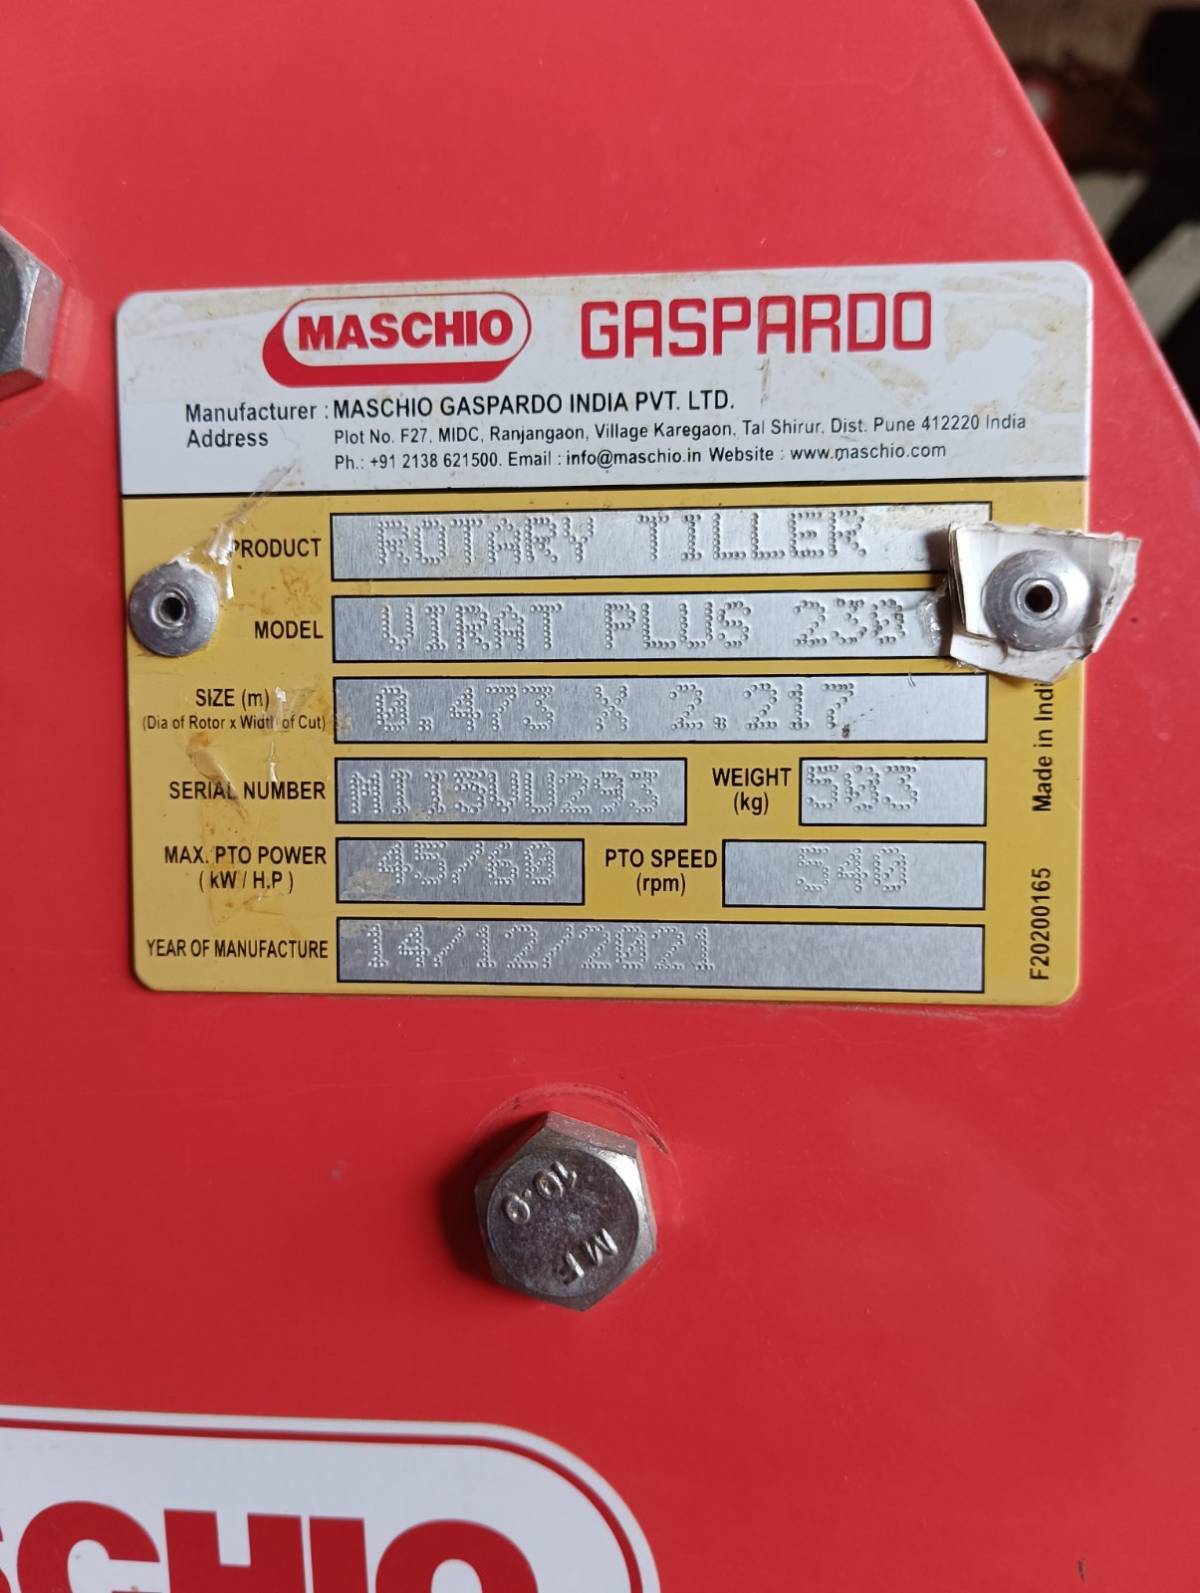 MASCHIO GASPARDO
Manufacturer : MASCHIO GASPARDO INDIA PVT. LTD.
Address Plot No. F27, MIDC, Ranjangaon, Village Karegaon, Tal Shirur, Dist. Pune 412220 India
Ph.: +91 2138 621500. Email : info@maschio.in Website : www.maschio.com
PRODUCT ROTARY TILLER
MODEL VIRAT PLUS 230
SIZE (m) 0.473 X 2.217
(Dia of Rotor x Width of Cut)
SERIAL NUMBER WEIGHT 503
(kg)
MAX. PTO POWER 45/60 PTO SPEED 540
(kW / H.P) (rpm)
YEAR OF MANUFACTURE 14/12/2021
Made in Indi
F20200165
10.9
MF
SCHIO